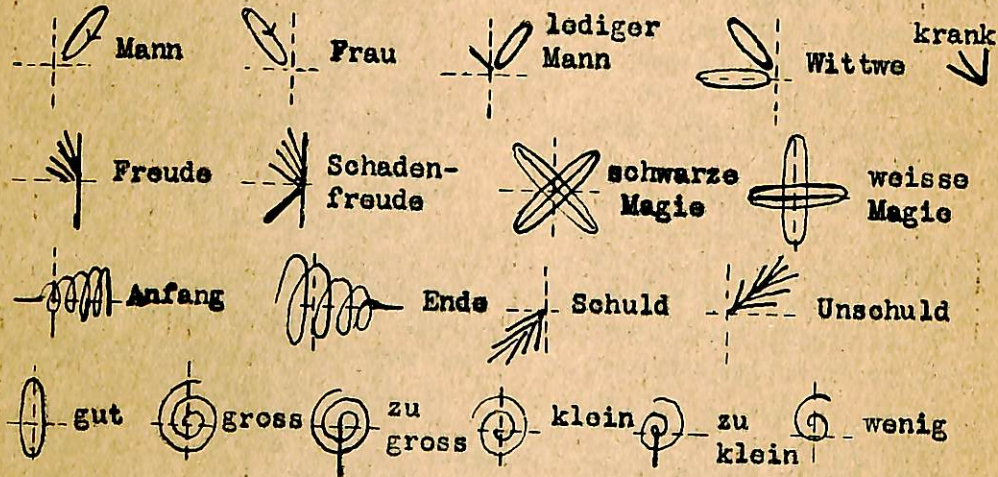 Mann Frau lediger Mann Wittwe krank
Freude Schaden-
freude schwarze
Magie weisse
Magie
Anfang Ende Schuld Unschuld
gut gross zu
gross klein zu
klein wenig